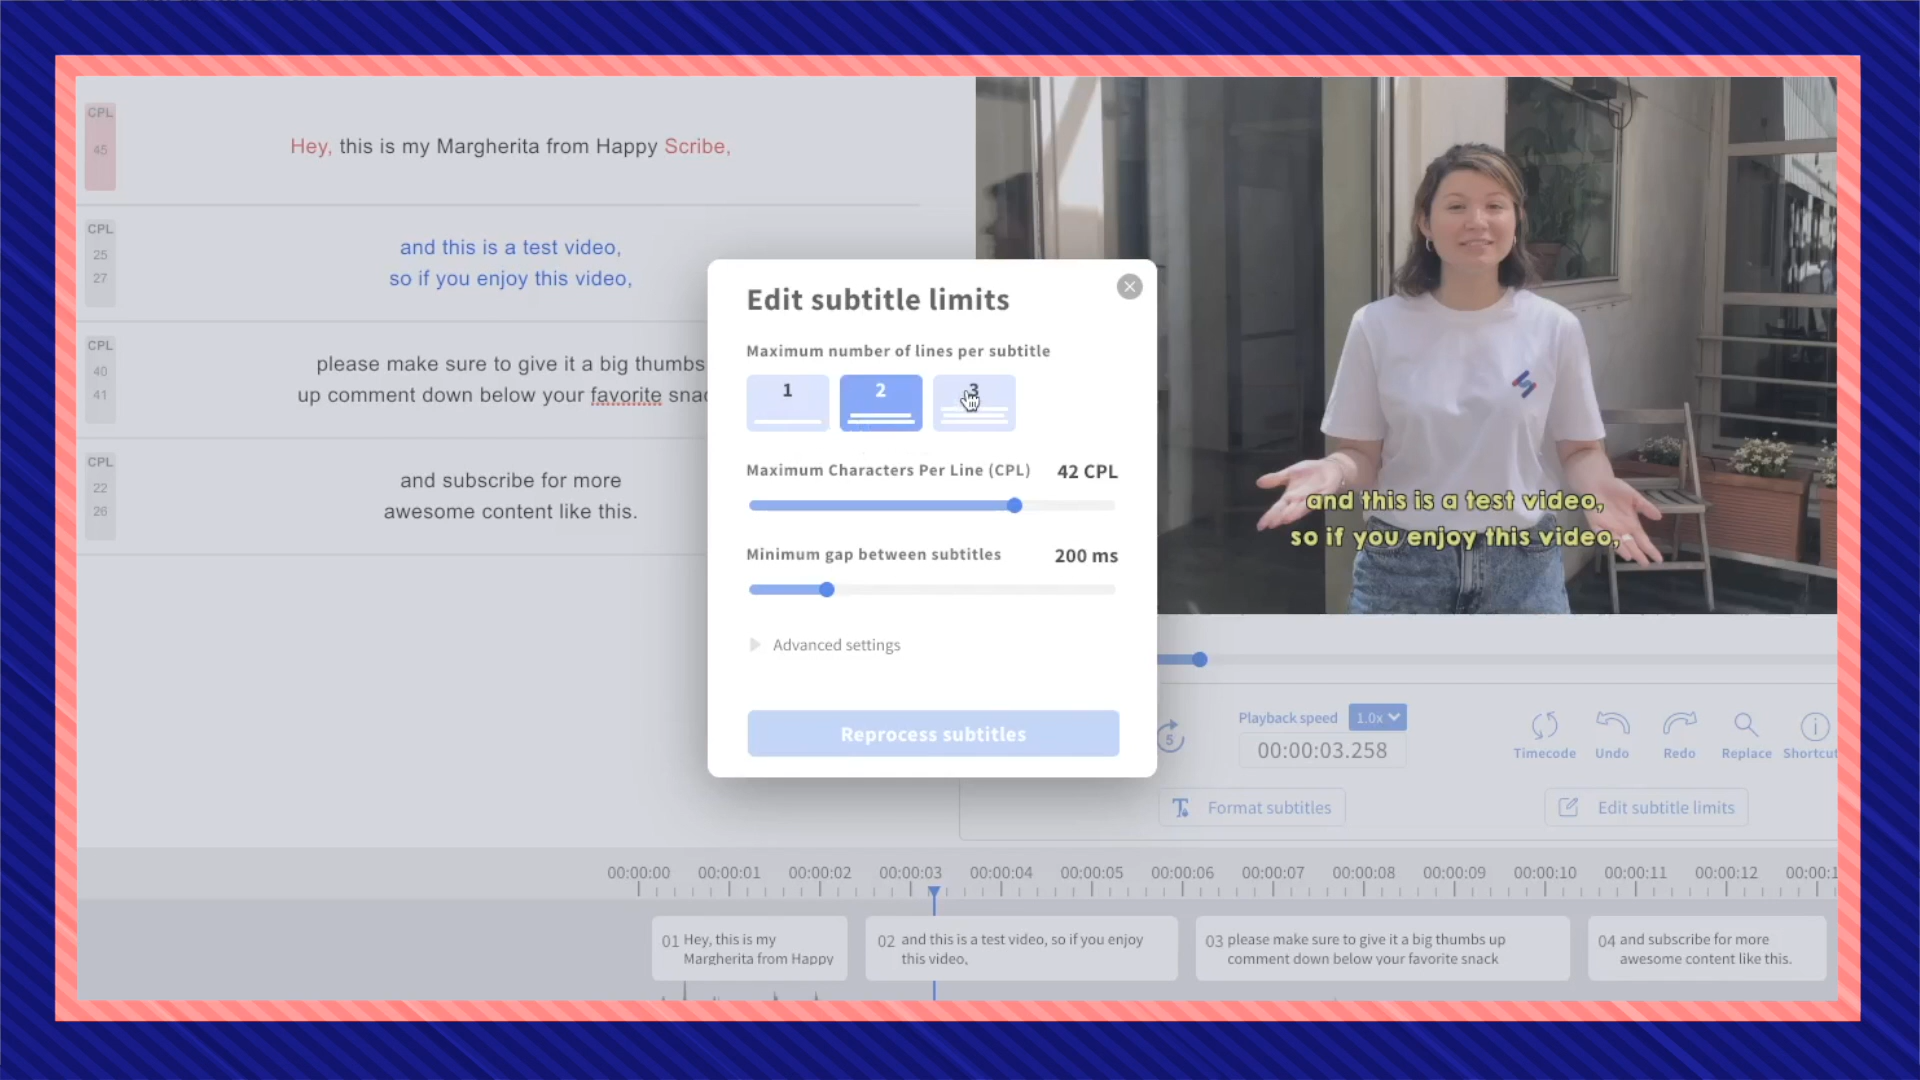 CPL
45
Hey, this is my Margherita from Happy Scribe,
CPL
25
27
and this is a test video,
so if you enjoy this video,
CPL
40
41
please make sure to give it a big thumbs
up comment down below your favorite snac
CPL
22
26
and subscribe for more
awesome content like this.
Edit subtitle limits
Maximum number of lines per subtitle
1
2
3
Maximum Characters Per Line (CPL) 42 CPL
Minimum gap between subtitles 200 ms
Advanced settings
Reprocess subtitles
and this is a test video,
so if you enjoy this video,
5
Playback speed 1.0x
00:00:03.258
Timecode Undo Redo Replace Shortcut
Format subtitles
Edit subtitle limits
00:00:00 00:00:01 00:00:02 00:00:03 00:00:04 00:00:05 00:00:06 00:00:07 00:00:08 00:00:09 00:00:10 00:00:11 00:00:12 00:00:1
01 Hey, this is my
Margherita from Happy
02 and this is a test video, so if you enjoy
this video,
03 please make sure to give it a big thumbs up
comment down below your favorite snack
04 and subscribe for more
awesome content like this.